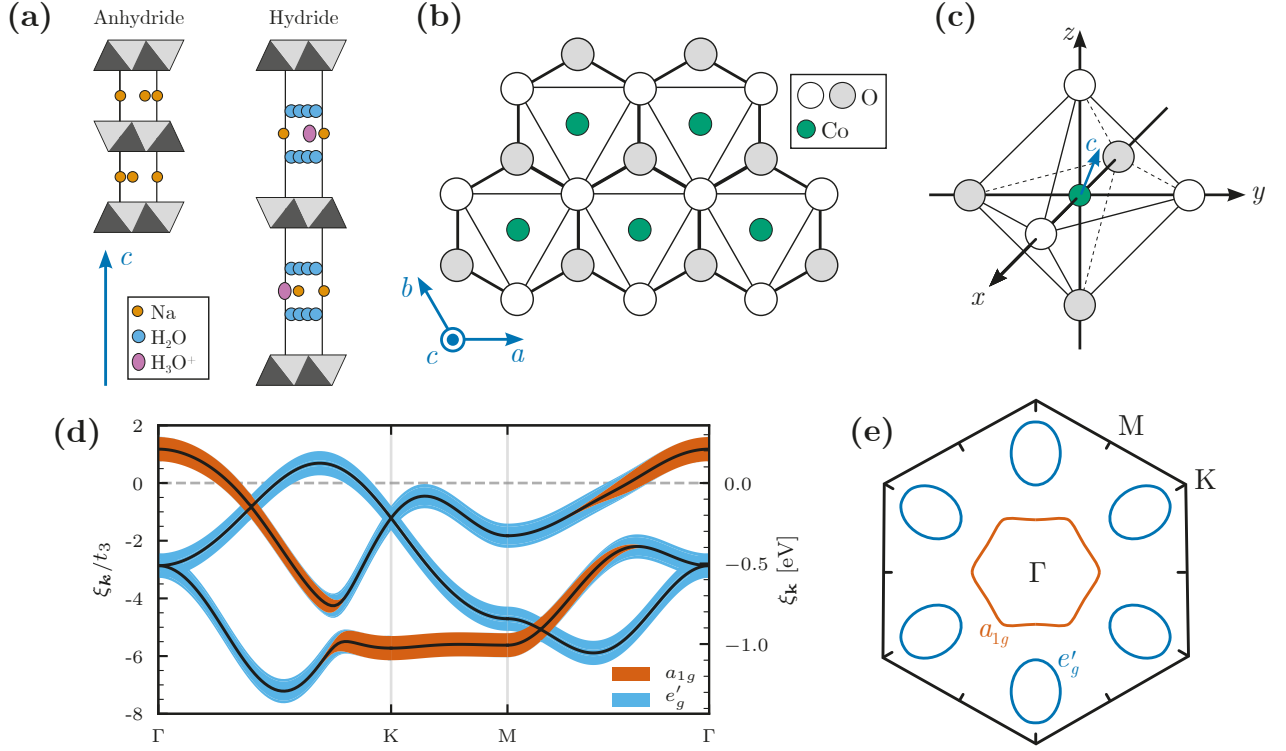 (a)
Anhydride
Hydride
c
Na
H₂O
H₃O⁺
(b)
O
Co
b
c
a
(c)
z
c
y
x
(d)
ξ𝒌/t₃
2
0
-2
-4
-6
-8
Γ
K
M
Γ
0.0
−0.5
−1.0
ξ𝐤 [eV]
a₁g
e′g
(e)
M
K
Γ
a₁g
e′g